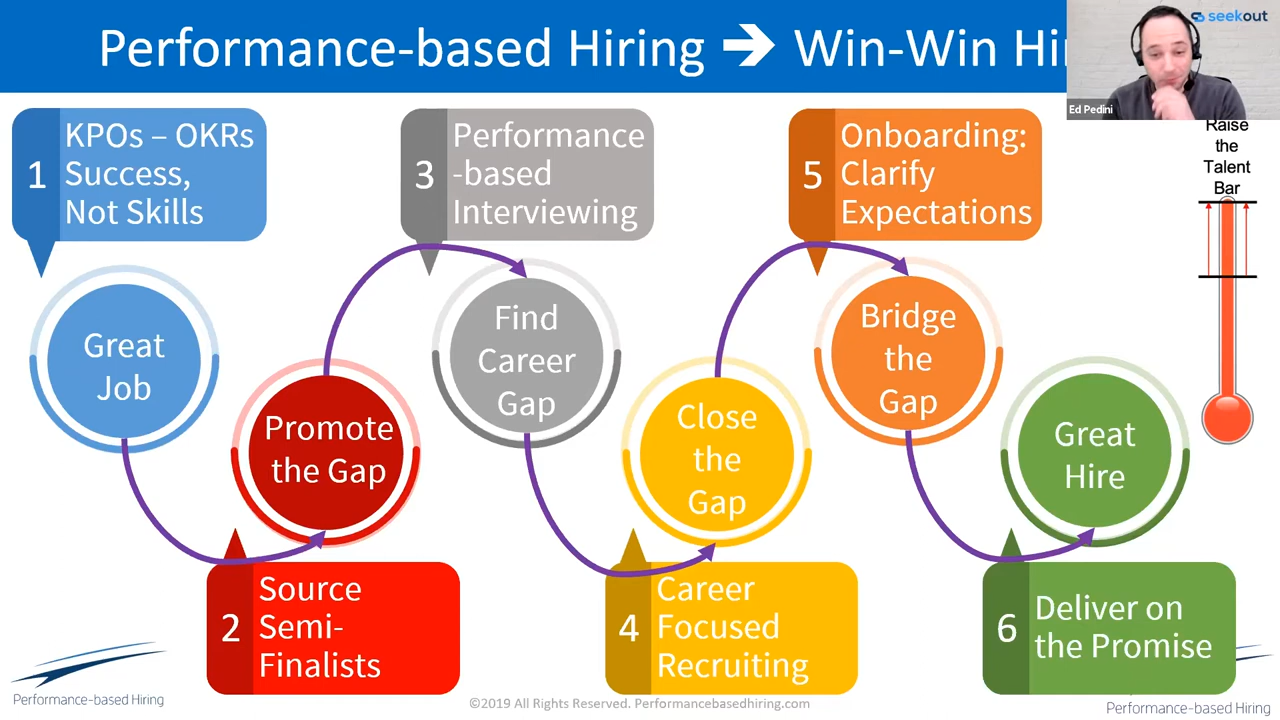 Performance-based Hiring ➔ Win-Win Hi
seekout
Ed Pedini
1
KPOs – OKRs
Success,
Not Skills
3
Performance
-based
Interviewing
5
Onboarding:
Clarify
Expectations
Raise
the
Talent
Bar
Great
Job
Promote
the Gap
Find
Career
Gap
Close
the
Gap
Bridge
the
Gap
Great
Hire
2
Source
Semi-
Finalists
4
Career
Focused
Recruiting
6
Deliver on
the Promise
Performance-based Hiring
©2019 All Rights Reserved. Performancebasedhiring.com
Performance-based Hiring